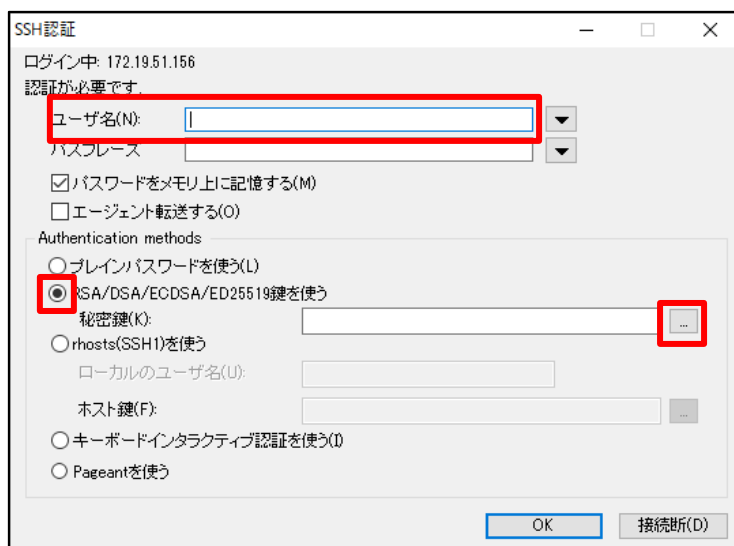 SSH認証
ログイン中: 172.19.51.156
認証が必要です.
ユーザ名(N):
パスフレーズ
パスワードをメモリ上に記憶する(M)
エージェント転送する(O)
Authentication methods
プレインパスワードを使う(L)
RSA/DSA/ECDSA/ED25519鍵を使う
秘密鍵(K):
...
rhosts(SSH1)を使う
ローカルのユーザ名(U):
ホスト鍵(F):
...
キーボードインタラクティブ認証を使う(I)
Pageantを使う
OK 接続断(D)